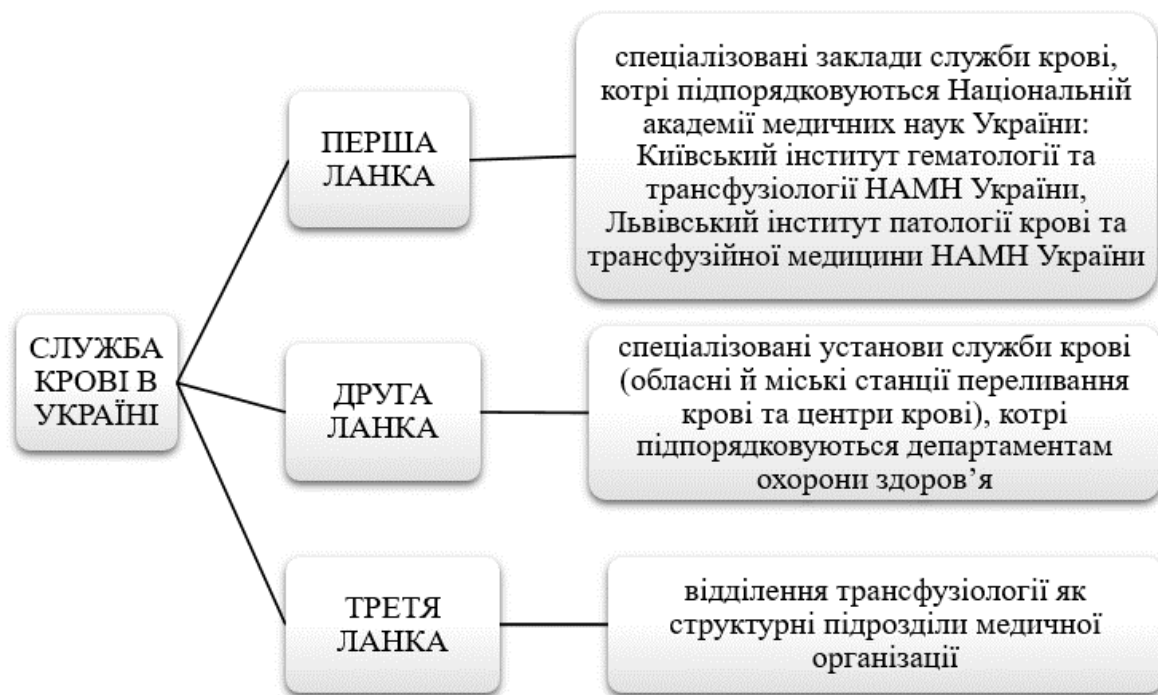 СЛУЖБА
КРОВІ В
УКРАЇНІ
ПЕРША
ЛАНКА
спеціалізовані заклади служби крові,
котрі підпорядковуються Національній
академії медичних наук України:
Київський інститут гематології та
трансфузіології НАМН України,
Львівський інститут патології крові та
трансфузійної медицини НАМН України
ДРУГА
ЛАНКА
спеціалізовані установи служби крові
(обласні й міські станції переливання
крові та центри крові), котрі
підпорядковуються департаментам
охорони здоров’я
ТРЕТЯ
ЛАНКА
відділення трансфузіології як
структурні підрозділи медичної
організації